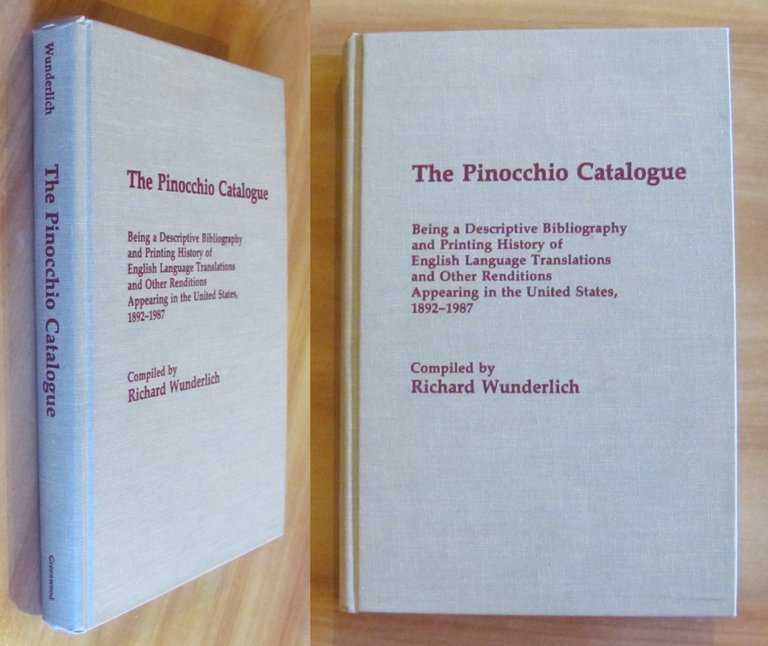 Wunderlich
The Pinocchio Catalogue
Greenwood
The Pinocchio Catalogue
Being a Descriptive Bibliography
and Printing History of
English Language Translations
and Other Renditions
Appearing in the United States,
1892–1987
Compiled by
Richard Wunderlich
The Pinocchio Catalogue
Being a Descriptive Bibliography
and Printing History of
English Language Translations
and Other Renditions
Appearing in the United States,
1892–1987
Compiled by
Richard Wunderlich